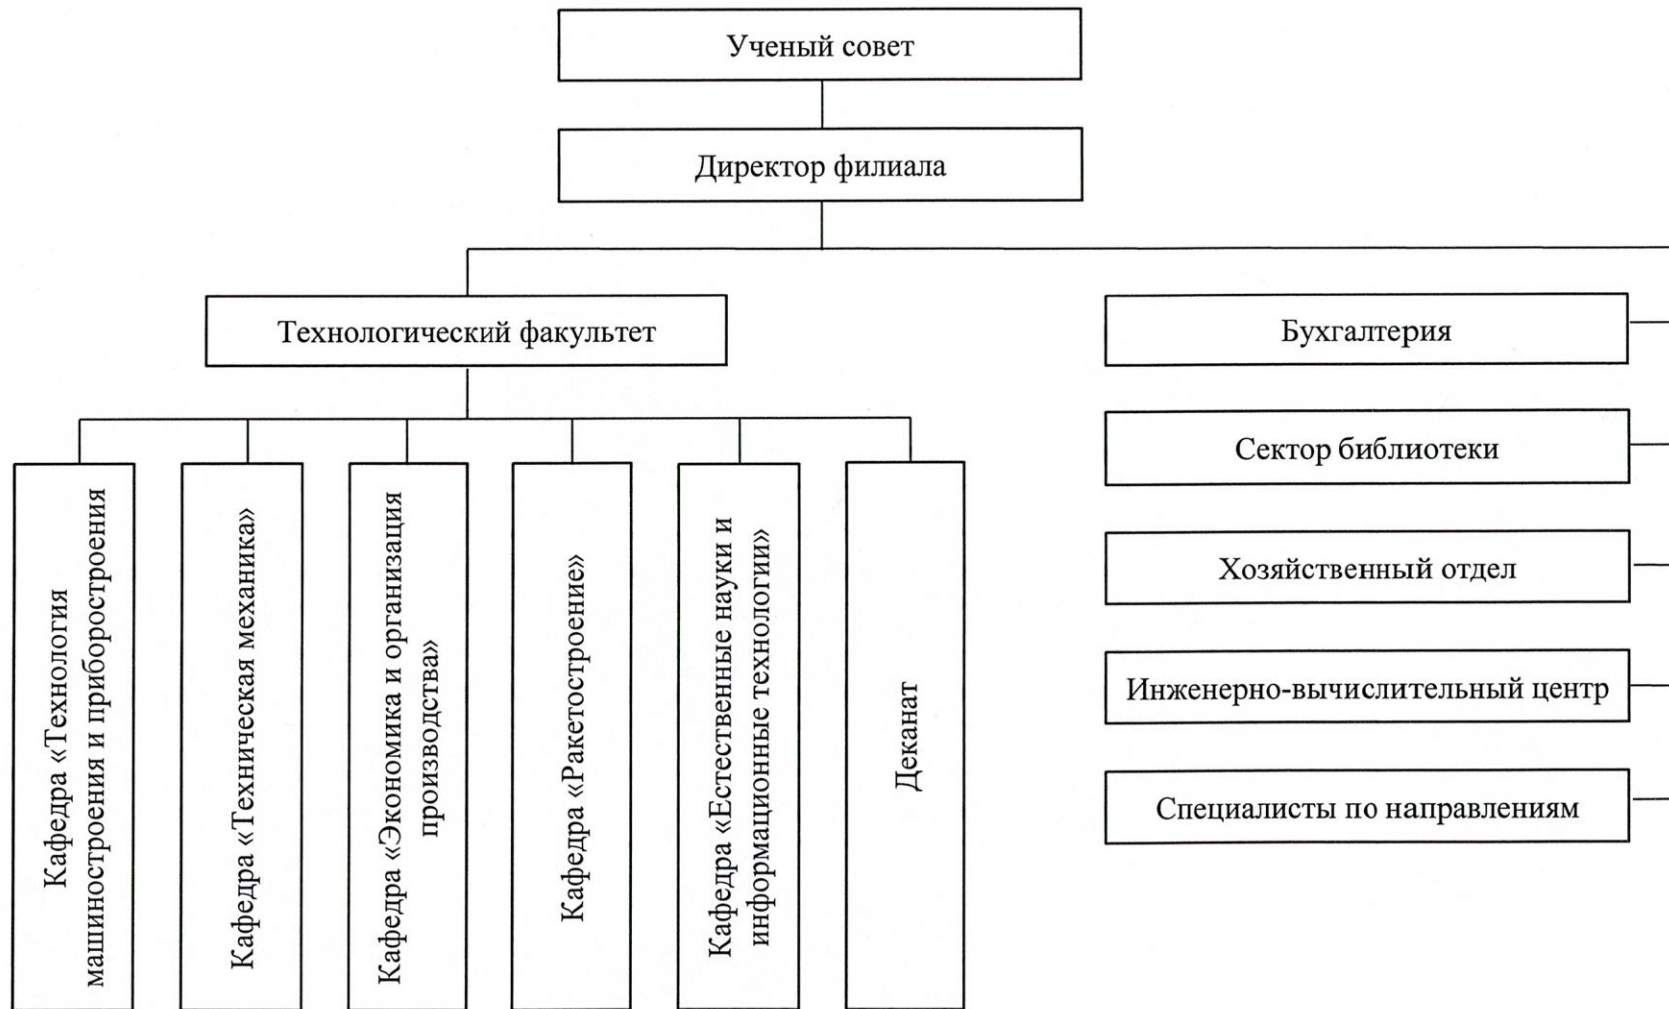 Ученый совет
Директор филиала
Технологический факультет
Бухгалтерия
Сектор библиотеки
Хозяйственный отдел
Инженерно-вычислительный центр
Специалисты по направлениям
Кафедра «Технология
машиностроения и приборостроения
Кафедра «Техническая механика»
Кафедра «Экономика и организация
производства»
Кафедра «Ракетостроение»
Кафедра «Естественные науки и
информационные технологии»
Деканат